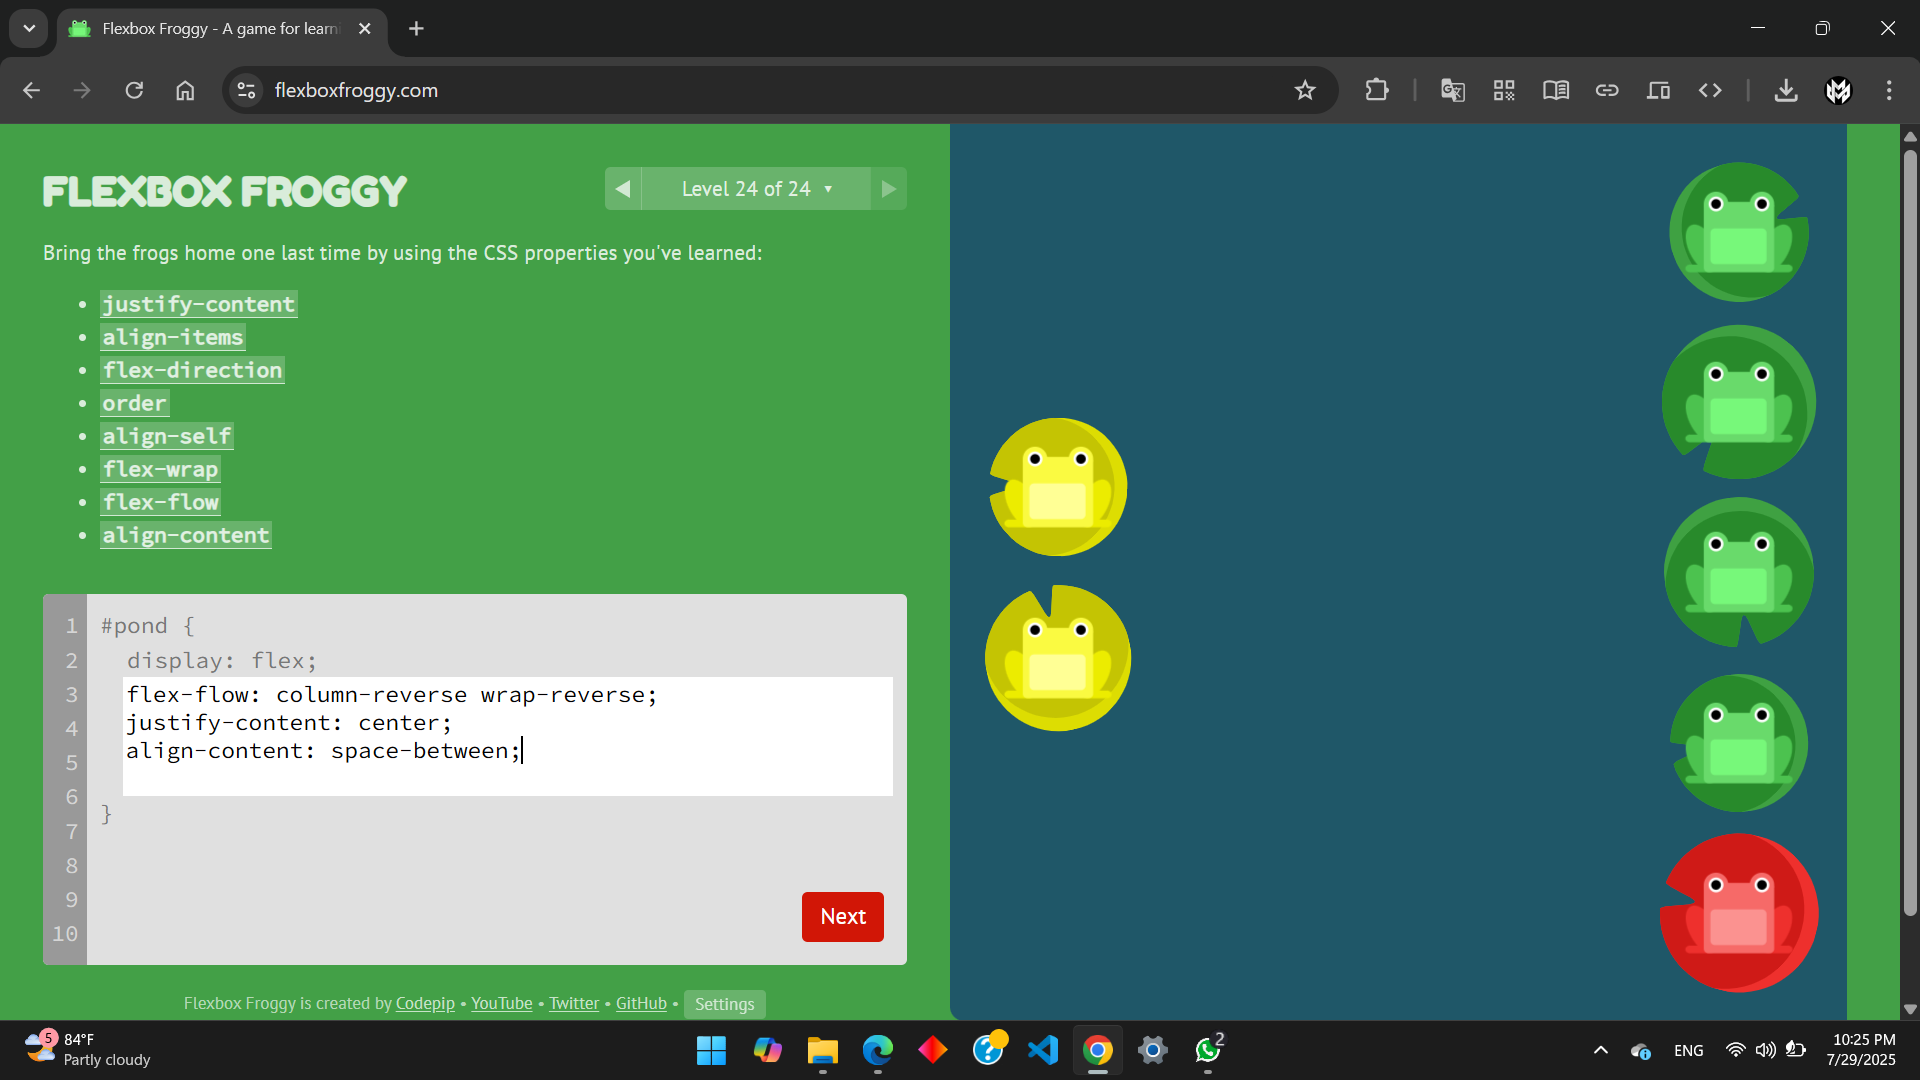 Flexbox Froggy - A game for learni
flexboxfroggy.com
FLEXBOX FROGGY
Level 24 of 24 ▼
Bring the frogs home one last time by using the CSS properties you've learned:
• justify-content
• align-items
• flex-direction
• order
• align-self
• flex-wrap
• flex-flow
• align-content
1 #pond {
2 display: flex;
3 flex-flow: column-reverse wrap-reverse;
4 justify-content: center;
5 align-content: space-between;
6 }
7
8
9
10
Next
Flexbox Froggy is created by Codepip • YouTube • Twitter • GitHub • Settings
5
84°F
Partly cloudy
2
ENG
10:25 PM
7/29/2025